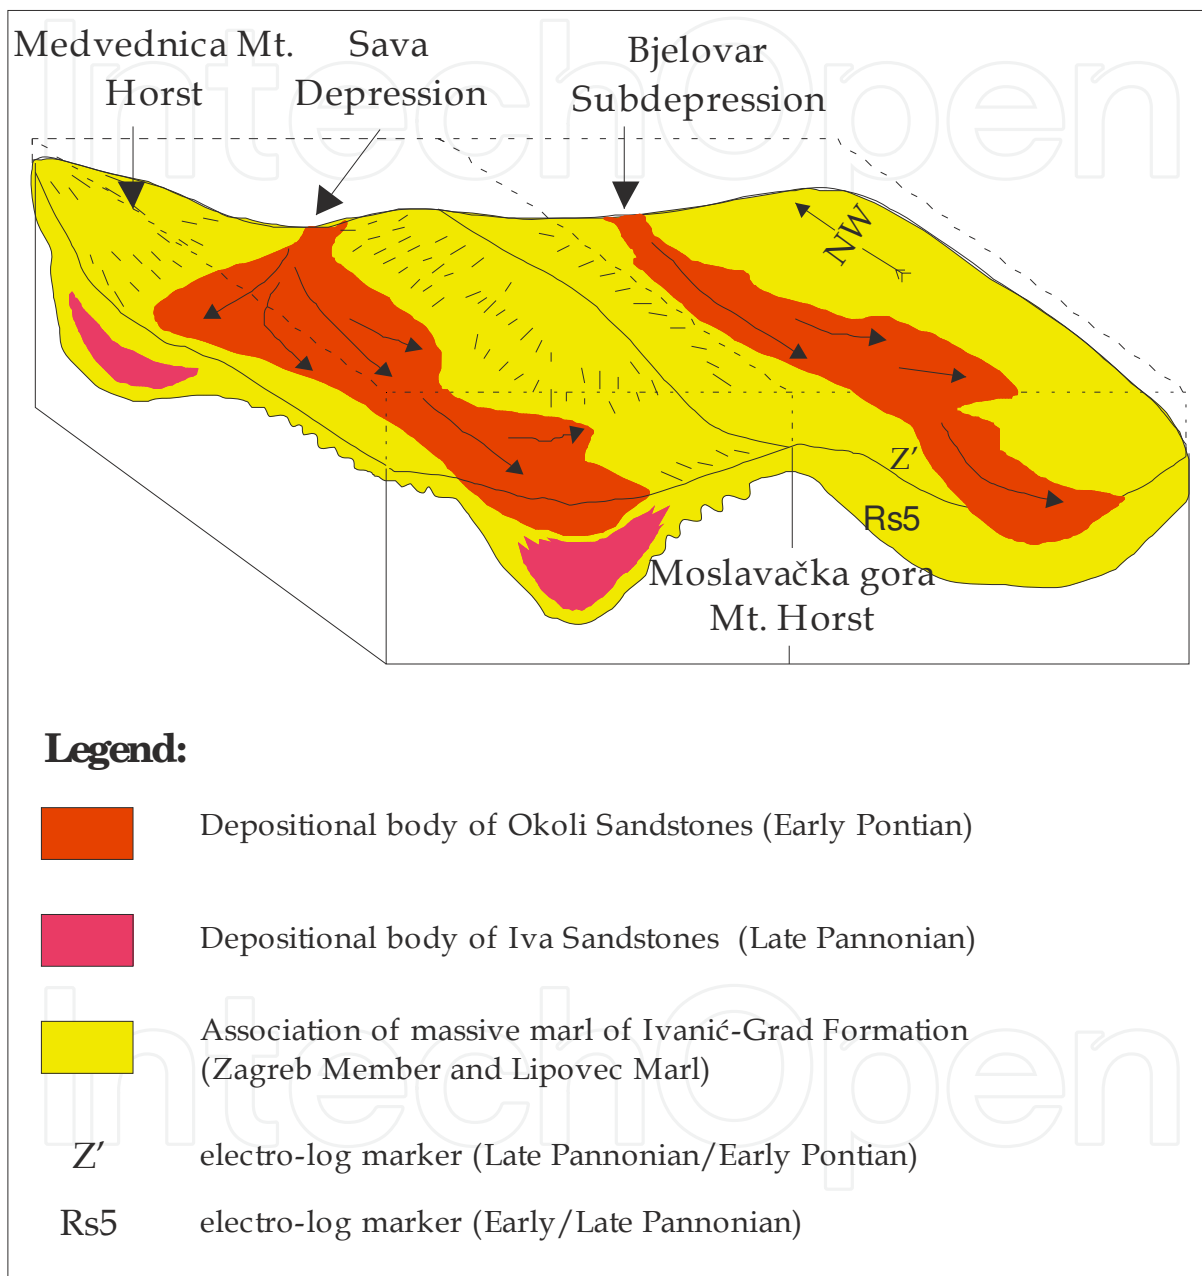 Medvednica Mt.
Horst
Sava
Depression
Bjelovar
Subdepression
NW
Z'
Rs5
Moslavačka gora
Mt. Horst
Legend:
Depositional body of Okoli Sandstones (Early Pontian)
Depositional body of Iva Sandstones (Late Pannonian)
Association of massive marl of Ivanić-Grad Formation
(Zagreb Member and Lipovec Marl)
Z' electro-log marker (Late Pannonian/Early Pontian)
Rs5 electro-log marker (Early/Late Pannonian)
IntechOpen
IntechOpen